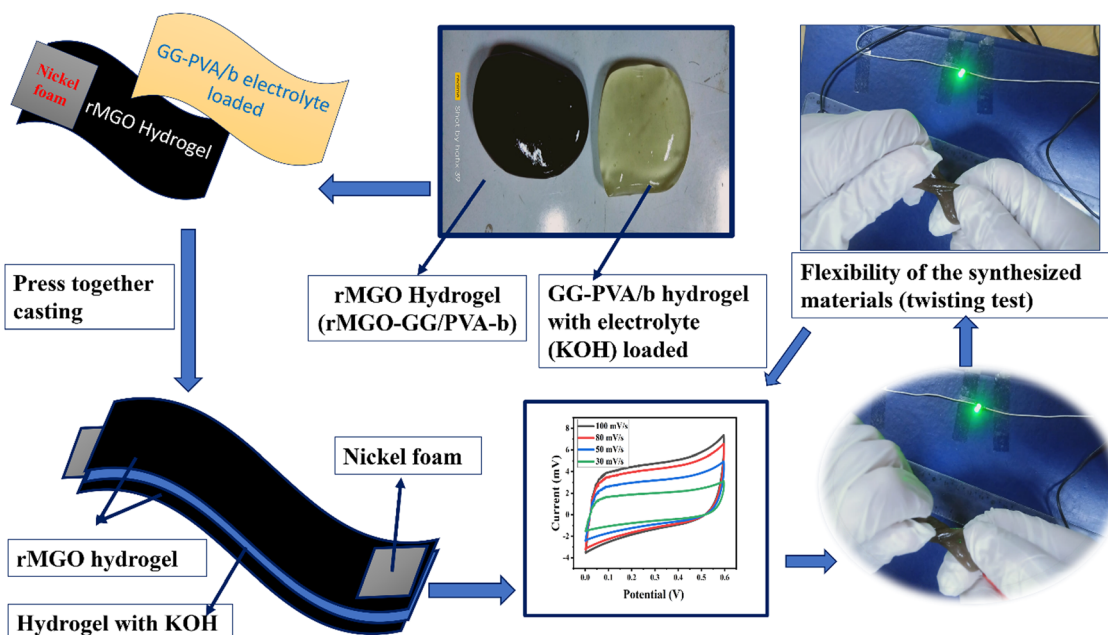 Nickel
foam
rMGO Hydrogel
GG-PVA/b electrolyte
loaded
Shot by
rMGO Hydrogel
(rMGO-GG/PVA-b)
GG-PVA/b hydrogel
with electrolyte
(KOH) loaded
Flexibility of the synthesized
materials (twisting test)
Press together
casting
Nickel foam
rMGO hydrogel
Hydrogel with KOH
100 mV/s
80 mV/s
50 mV/s
30 mV/s
Current (mV)
8
6
4
2
0
-2
-4
0.0 0.1 0.2 0.3 0.4 0.5 0.6
Potential (V)